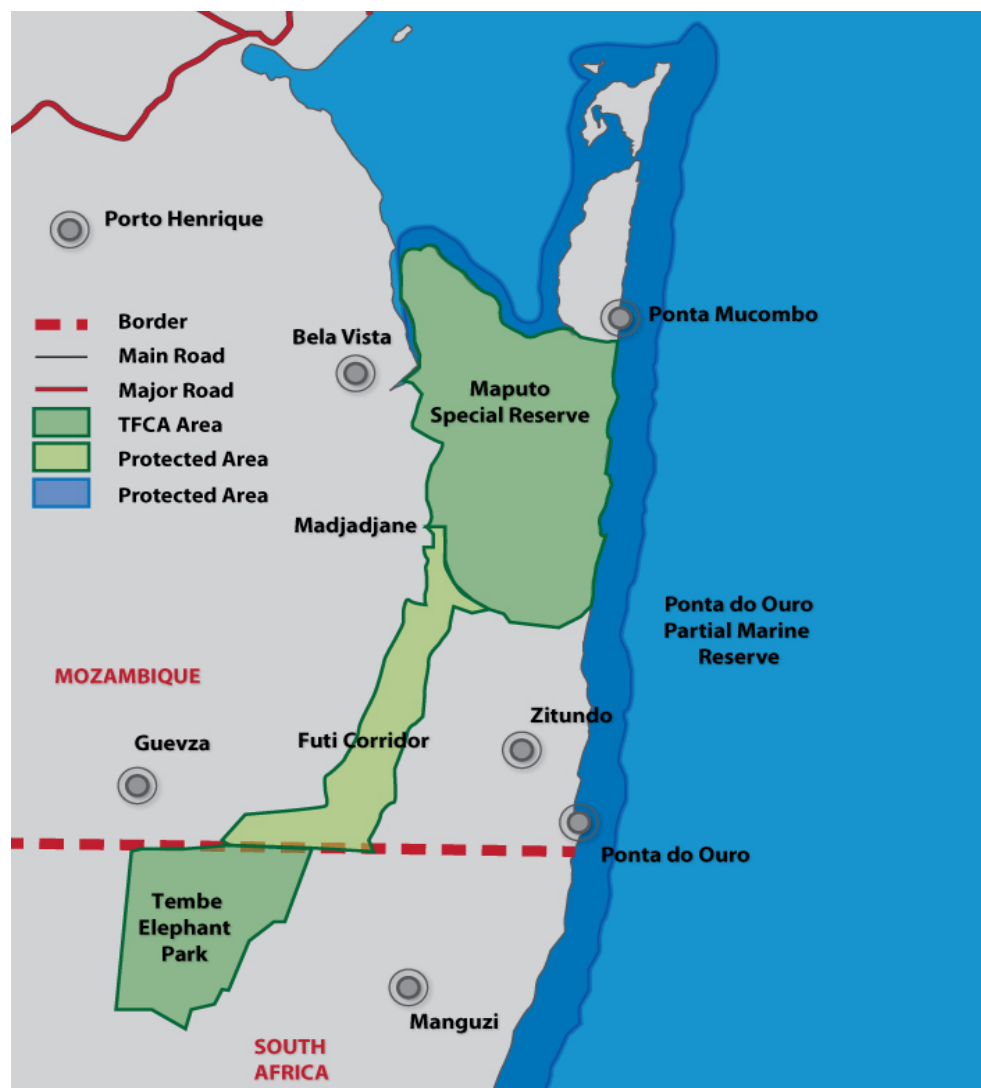 Porto Henrique
Ponta Mucombo
Border
Main Road
Major Road
TFCA Area
Protected Area
Protected Area
Bela Vista
Maputo
Special Reserve
Madjadjane
Ponta do Ouro
Partial Marine
Reserve
MOZAMBIQUE
Zitundo
Guevza
Futi Corridor
Ponta do Ouro
Tembe
Elephant
Park
Manguzi
SOUTH
AFRICA